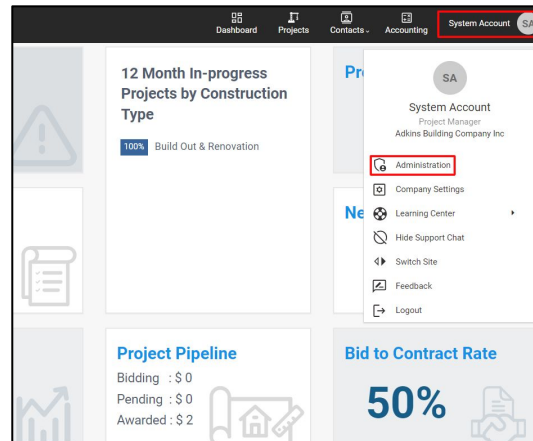 Dashboard
Projects
Contacts
Accounting
System Account
SA
12 Month In-progress
Projects by Construction
Type
100% Build Out & Renovation
SA
System Account
Project Manager
Adkins Building Company Inc
Administration
Company Settings
Learning Center
Hide Support Chat
Switch Site
Feedback
Logout
Project Pipeline
Bidding : $ 0
Pending : $ 0
Awarded : $ 2
Bid to Contract Rate
50%